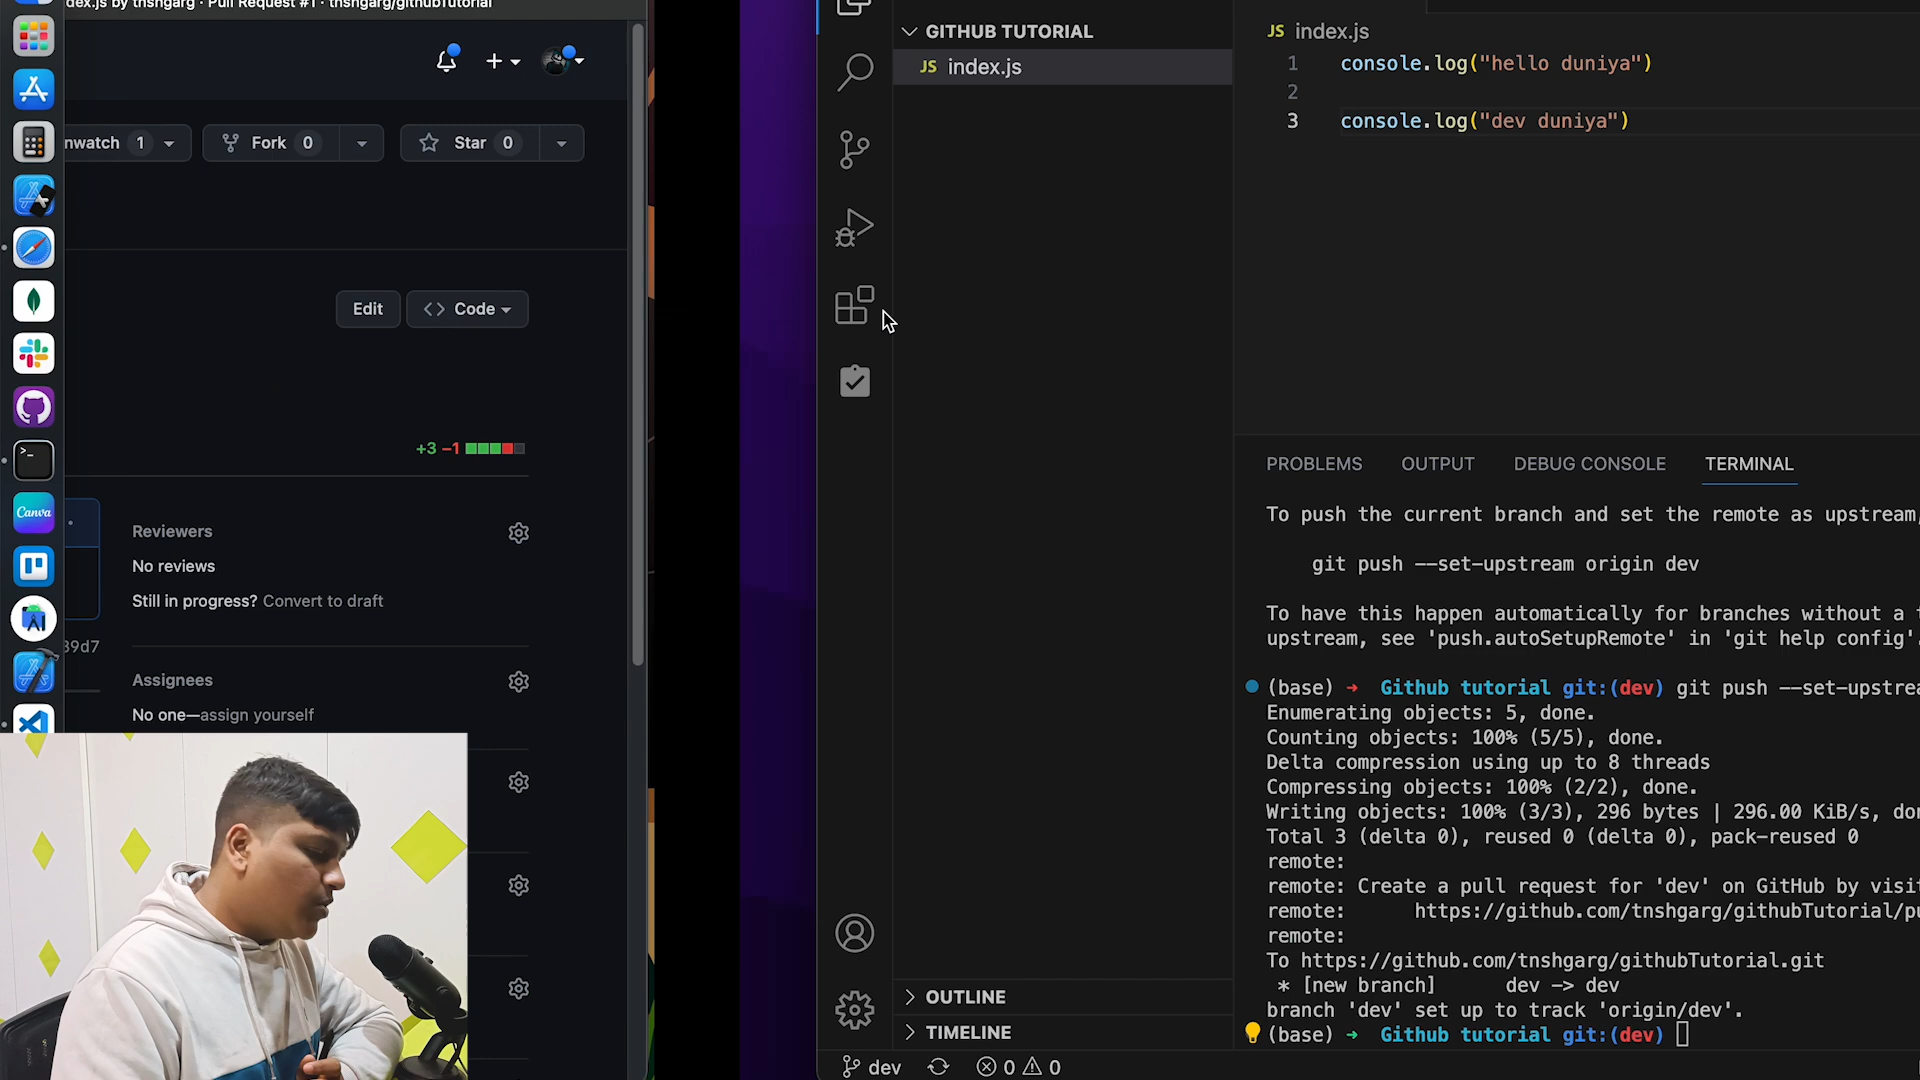 dex.js by tnshgarg · Pull Request #1 · tnshgarg/githubTutorial
nwatch 1
Fork 0
Star 0
Edit
<> Code
+3 −1
Reviewers
No reviews
Still in progress? Convert to draft
39d7
Assignees
No one—assign yourself
Canva
GITHUB TUTORIAL
JS index.js
OUTLINE
TIMELINE
JS index.js
1 console.log("hello duniya")
2
3 console.log("dev duniya")
PROBLEMS OUTPUT DEBUG CONSOLE TERMINAL
To push the current branch and set the remote as upstream,
git push --set-upstream origin dev
To have this happen automatically for branches without a
upstream, see 'push.autoSetupRemote' in 'git help config'.
(base) ➜ Github tutorial git:(dev) git push --set-upstrea
Enumerating objects: 5, done.
Counting objects: 100% (5/5), done.
Delta compression using up to 8 threads
Compressing objects: 100% (2/2), done.
Writing objects: 100% (3/3), 296 bytes | 296.00 KiB/s, don
Total 3 (delta 0), reused 0 (delta 0), pack-reused 0
remote:
remote: Create a pull request for 'dev' on GitHub by visit
remote: https://github.com/tnshgarg/githubTutorial/pu
remote:
To https://github.com/tnshgarg/githubTutorial.git
* [new branch] dev -> dev
branch 'dev' set up to track 'origin/dev'.
(base) ➜ Github tutorial git:(dev)
dev 0 0